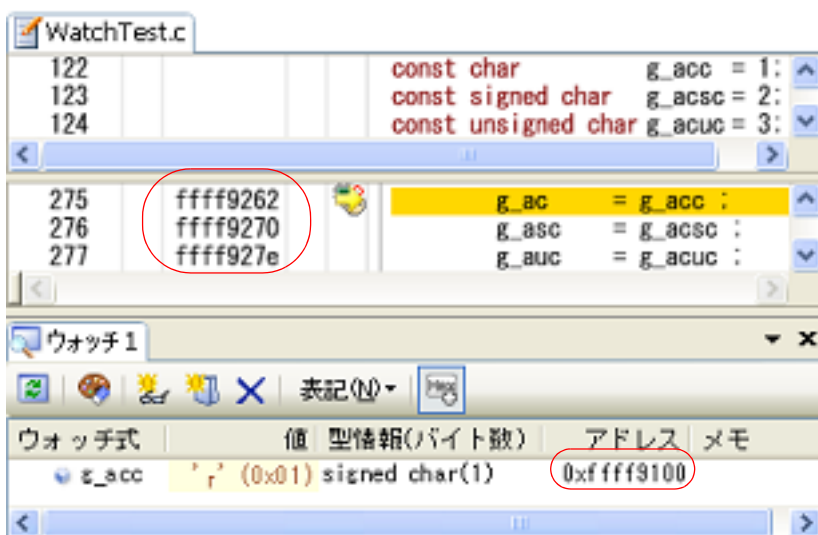 WatchTest.c
122 const char g_acc = 1;
123 const signed char g_acsc = 2;
124 const unsigned char g_acuc = 3;
275 ffff9262 g_ac = g_acc ;
276 ffff9270 g_asc = g_acsc ;
277 ffff927e g_auc = g_acuc ;
ウォッチ1
表記(N) Hex
ウォッチ式 値 型情報(バイト数) アドレス メモ
g_acc '┌' (0x01) signed char(1) 0xffff9100